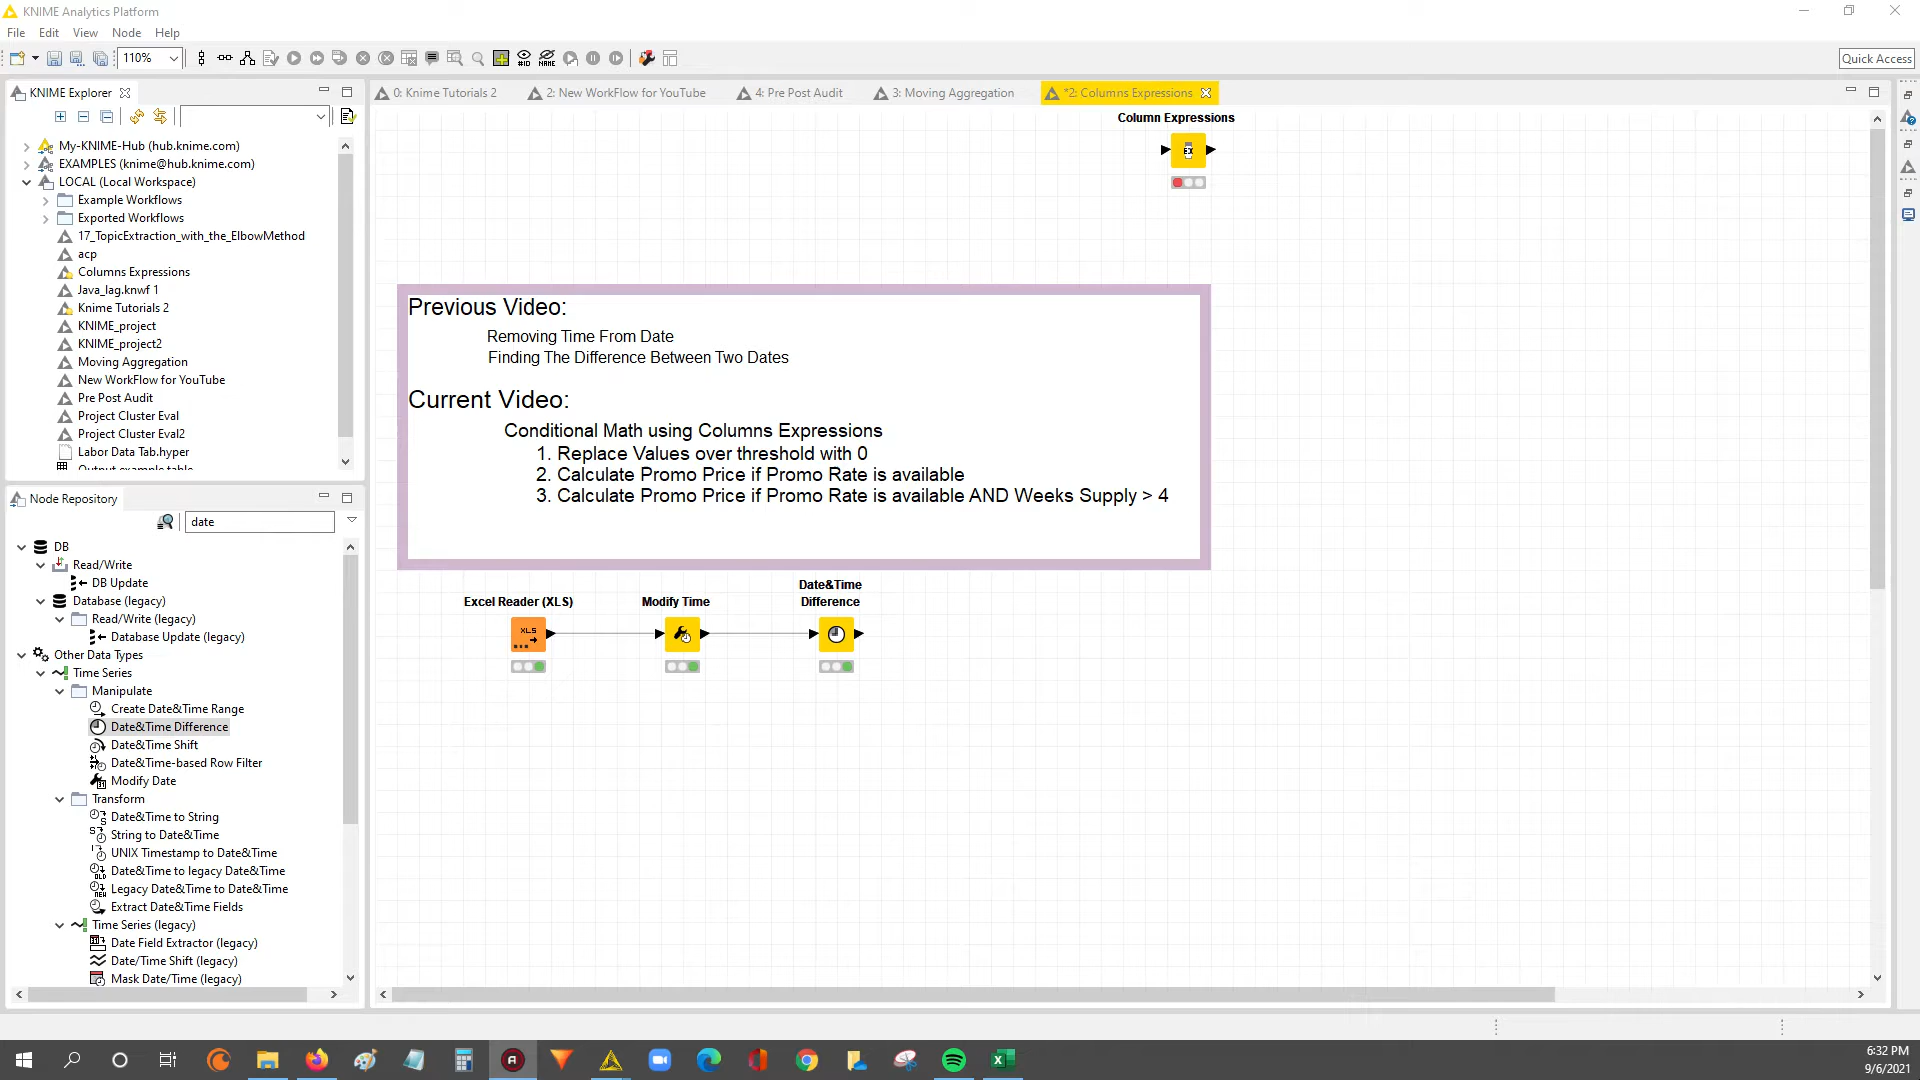 KNIME Analytics Platform
File Edit View Node Help
110%
Quick Access
KNIME Explorer
My-KNIME-Hub (hub.knime.com)
EXAMPLES (knime@hub.knime.com)
LOCAL (Local Workspace)
Example Workflows
Exported Workflows
17_TopicExtraction_with_the_ElbowMethod
acp
Columns Expressions
Java_lag.knwf 1
Knime Tutorials 2
KNIME_project
KNIME_project2
Moving Aggregation
New WorkFlow for YouTube
Pre Post Audit
Project Cluster Eval
Project Cluster Eval2
Labor Data Tab.hyper
Output example table
Node Repository
date
DB
Read/Write
DB Update
Database (legacy)
Read/Write (legacy)
Database Update (legacy)
Other Data Types
Time Series
Manipulate
Create Date&Time Range
Date&Time Difference
Date&Time Shift
Date&Time-based Row Filter
Modify Date
Transform
Date&Time to String
String to Date&Time
UNIX Timestamp to Date&Time
Date&Time to legacy Date&Time
Legacy Date&Time to Date&Time
Extract Date&Time Fields
Time Series (legacy)
Date Field Extractor (legacy)
Date/Time Shift (legacy)
Mask Date/Time (legacy)
0: Knime Tutorials 2
2: New WorkFlow for YouTube
4: Pre Post Audit
3: Moving Aggregation
*2: Columns Expressions
Column Expressions
Previous Video:
Removing Time From Date
Finding The Difference Between Two Dates
Current Video:
Conditional Math using Columns Expressions
1. Replace Values over threshold with 0
2. Calculate Promo Price if Promo Rate is available
3. Calculate Promo Price if Promo Rate is available AND Weeks Supply > 4
Excel Reader (XLS)
Modify Time
Date&Time
Difference
XLS
6:32 PM
9/6/2021